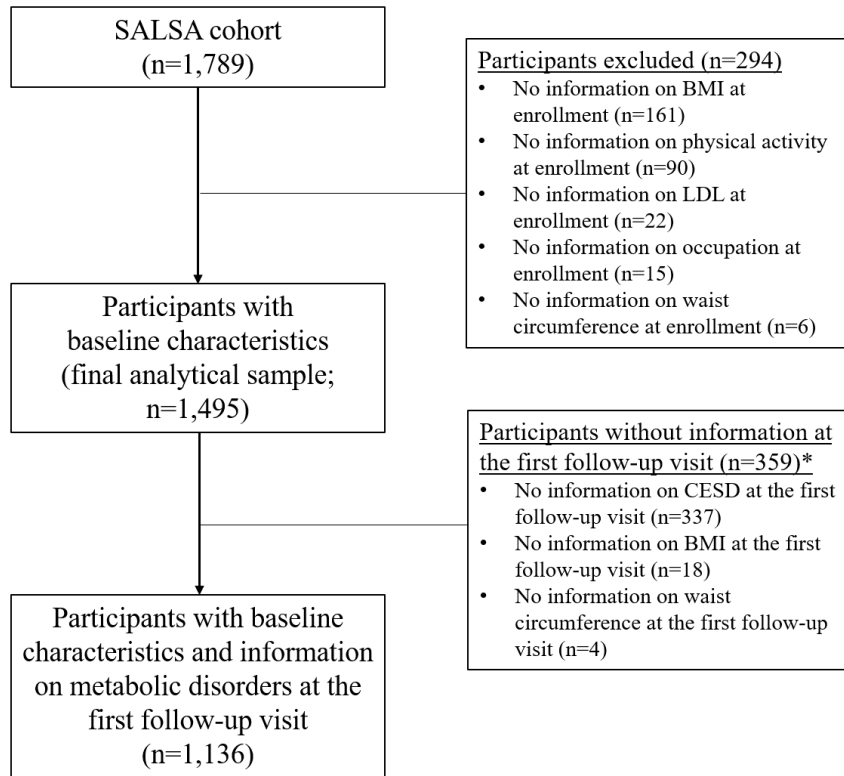 SALSA cohort
(n=1,789)
Participants excluded (n=294)
• No information on BMI at
enrollment (n=161)
• No information on physical activity
at enrollment (n=90)
• No information on LDL at
enrollment (n=22)
• No information on occupation at
enrollment (n=15)
• No information on waist
circumference at enrollment (n=6)
Participants with
baseline characteristics
(final analytical sample;
n=1,495)
Participants without information at
the first follow-up visit (n=359)*
• No information on CESD at the first
follow-up visit (n=337)
• No information on BMI at the first
follow-up visit (n=18)
• No information on waist
circumference at the first follow-up
visit (n=4)
Participants with baseline
characteristics and information
on metabolic disorders at the
first follow-up visit
(n=1,136)